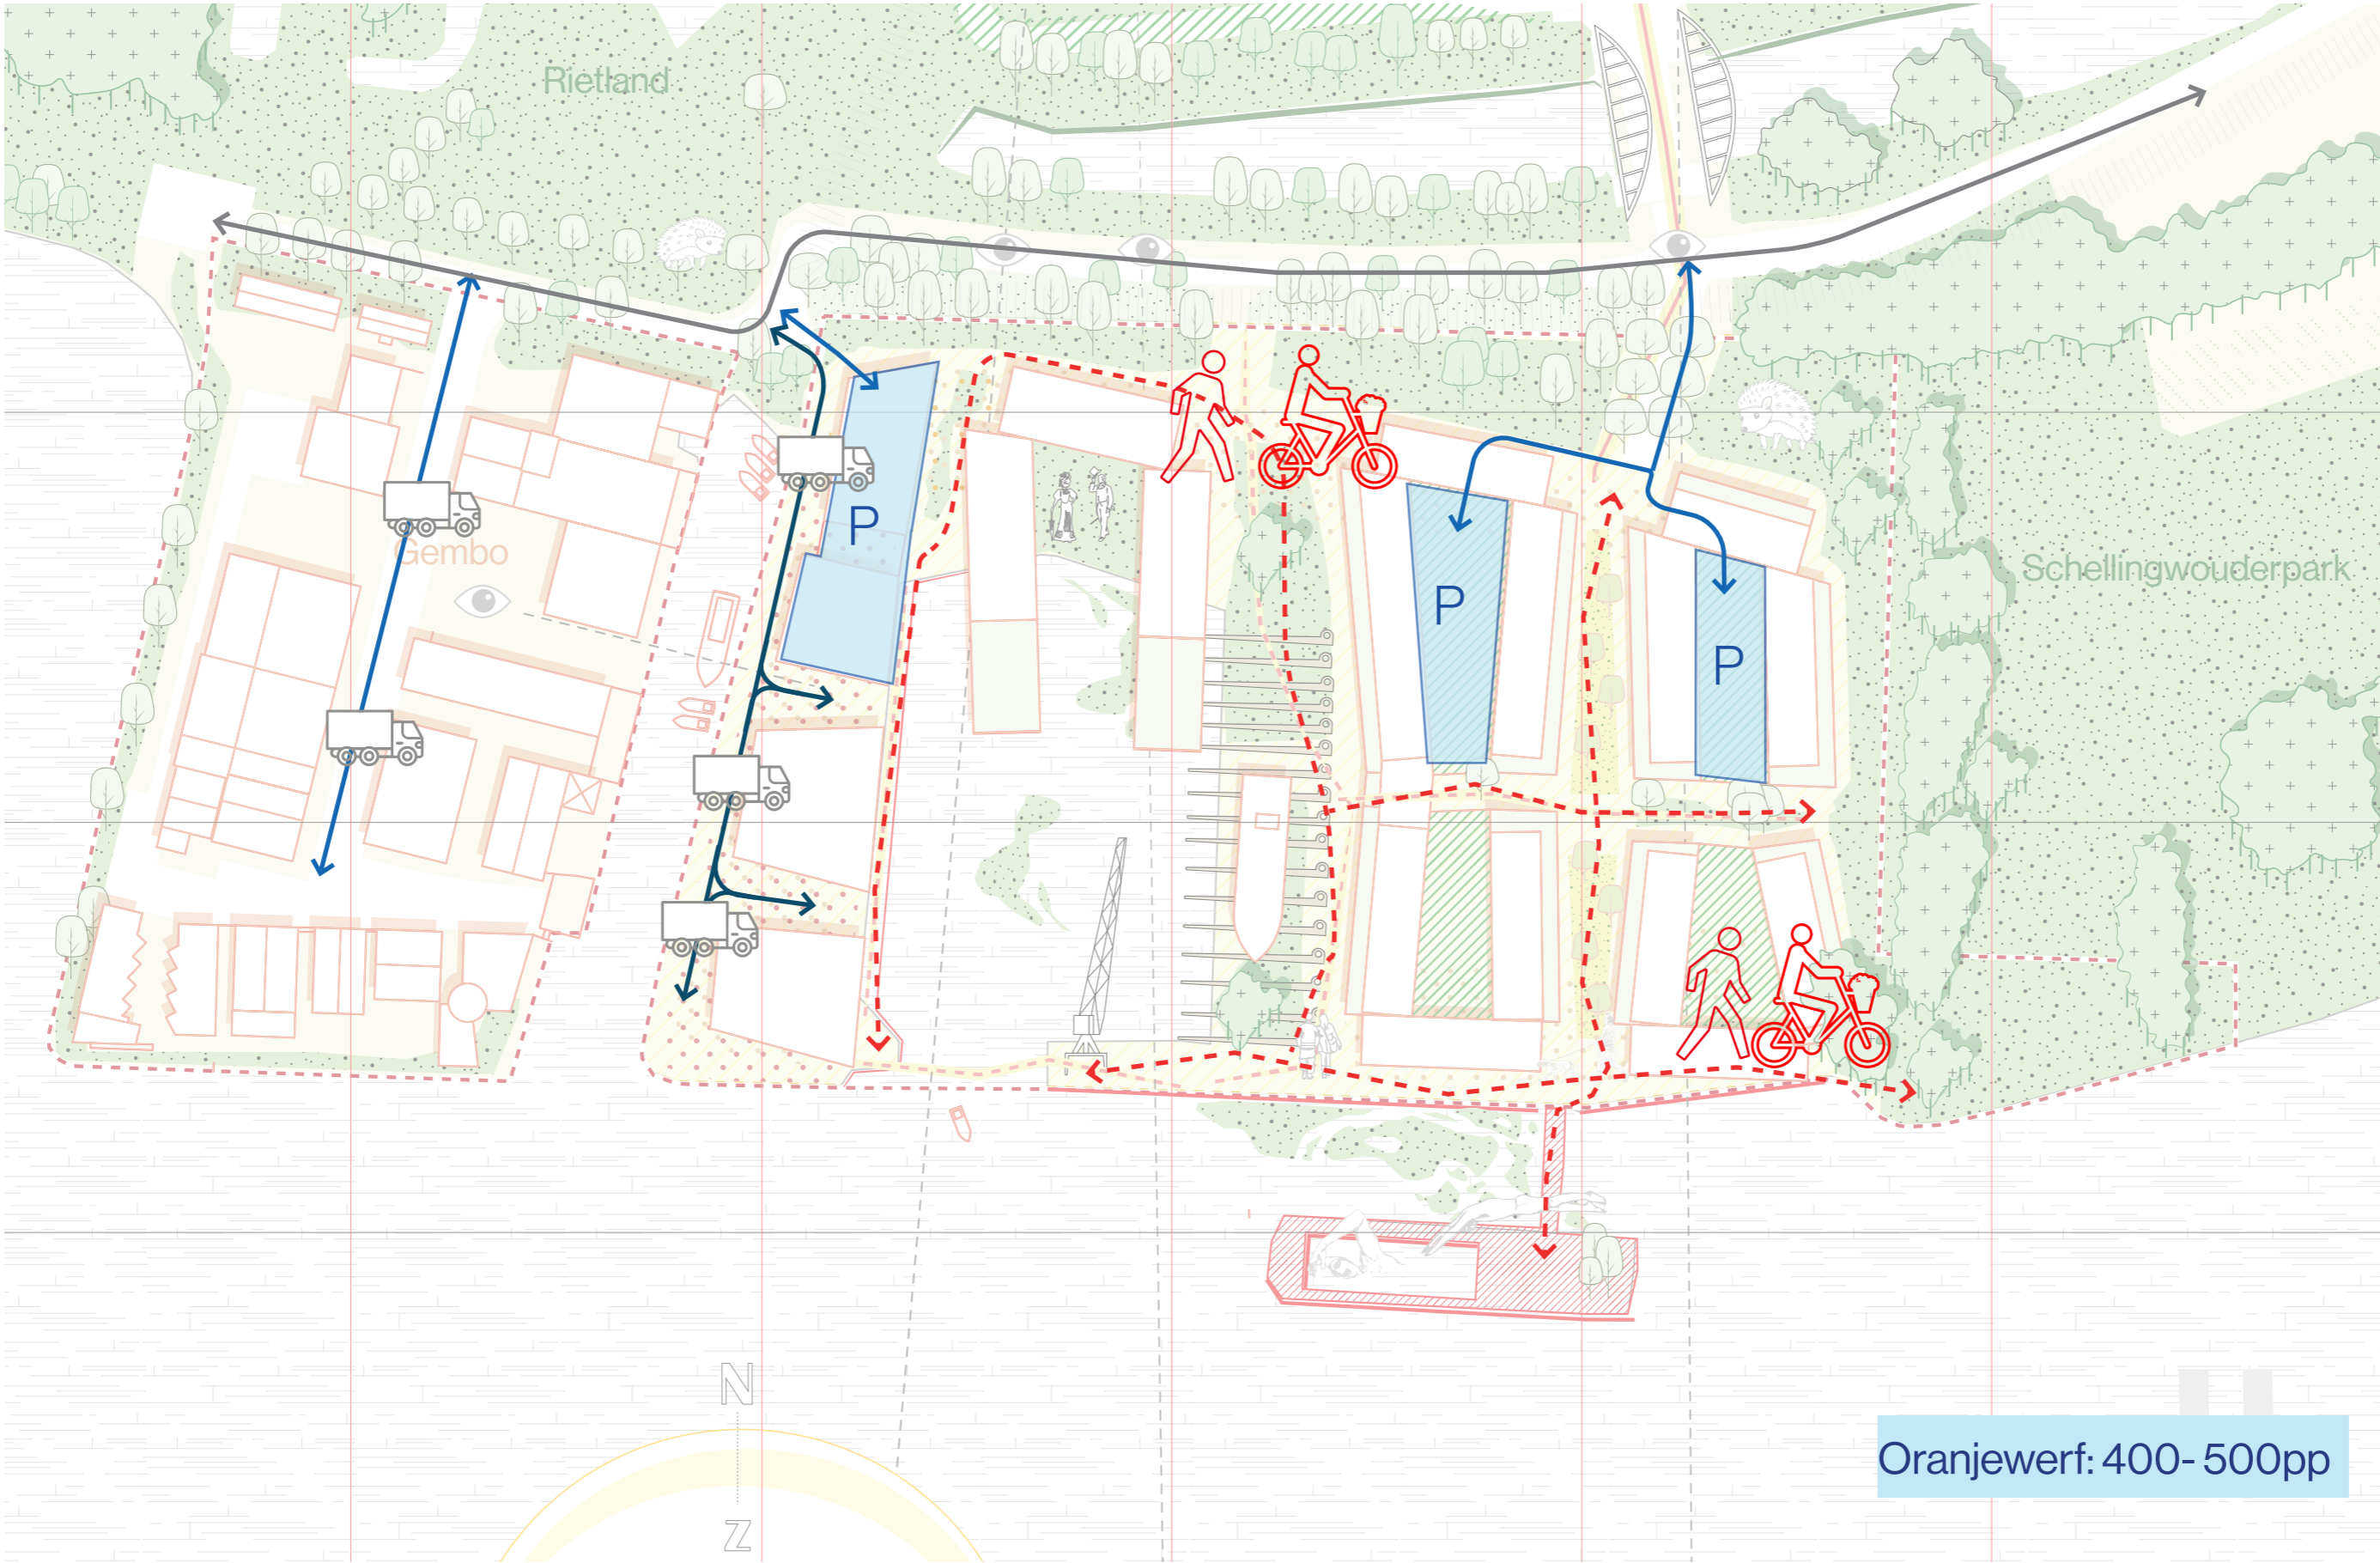 Rietland
P
Gembo
Schellingwouderpark
P
P
N
Oranjewerf: 400-500pp
Z